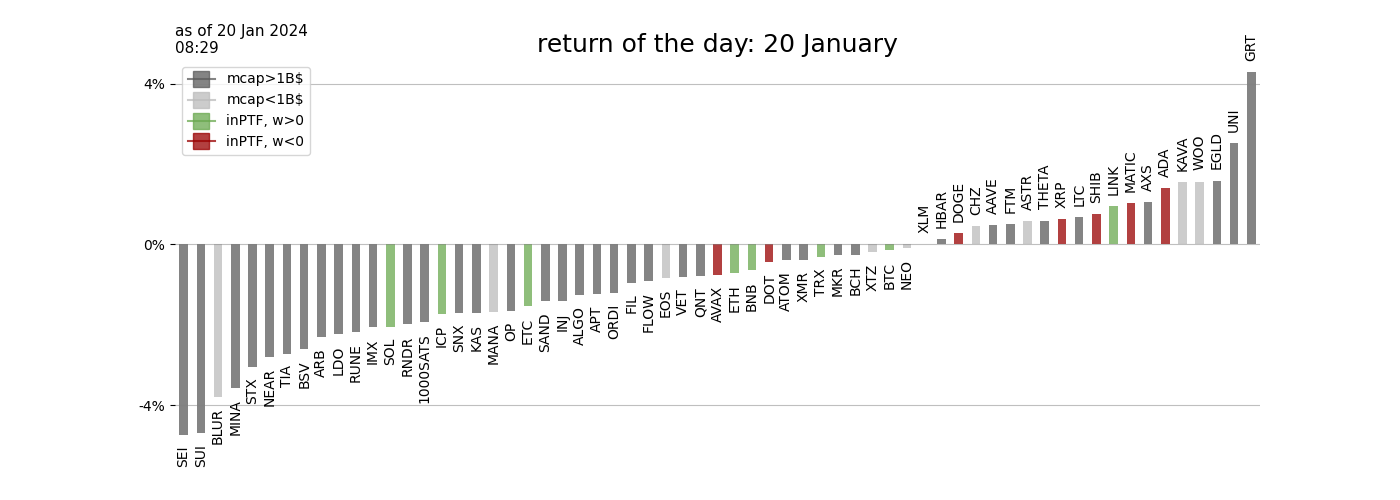 as of 20 Jan 2024
08:29
return of the day: 20 January
mcap>1B$
mcap<1B$
inPTF, w>0
inPTF, w<0
4%
0%
-4%
SEI
SUI
BLUR
MINA
STX
NEAR
TIA
BSV
ARB
LDO
RUNE
IMX
SOL
RNDR
1000SATS
ICP
SNX
KAS
MANA
OP
ETC
SAND
INJ
ALGO
APT
ORDI
FIL
FLOW
EOS
VET
QNT
AVAX
ETH
BNB
DOT
ATOM
XMR
TRX
MKR
BCH
XTZ
BTC
NEO
XLM
HBAR
DOGE
CHZ
AAVE
FTM
ASTR
THETA
XRP
LTC
SHIB
LINK
MATIC
AXS
ADA
KAVA
WOO
EGLD
UNI
GRT